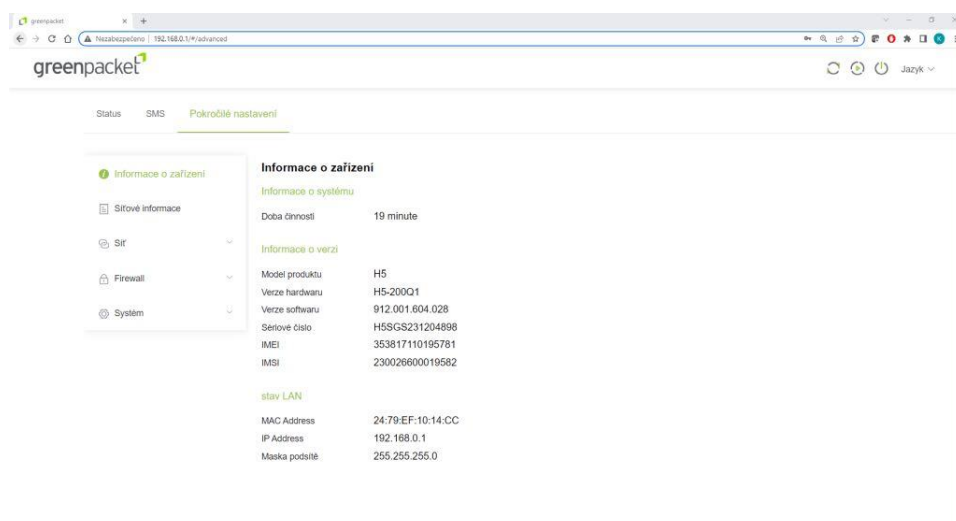 greenpacket
Nezabezpečeno | 192.168.0.1/#/advanced
greenpacket
Jazyk
Status SMS Pokročilé nastavení
Informace o zařízení
Síťové informace
Síť
Firewall
Systém
Informace o zařízení
Informace o systému
Doba činnosti 19 minute
Informace o verzi
Model produktu H5
Verze hardwaru H5-200Q1
Verze softwaru 912.001.604.028
Sériové číslo H5SGS231204898
IMEI 353817110195781
IMSI 230026600019582
stav LAN
MAC Address 24:79:EF:10:14:CC
IP Address 192.168.0.1
Maska podsítě 255.255.255.0